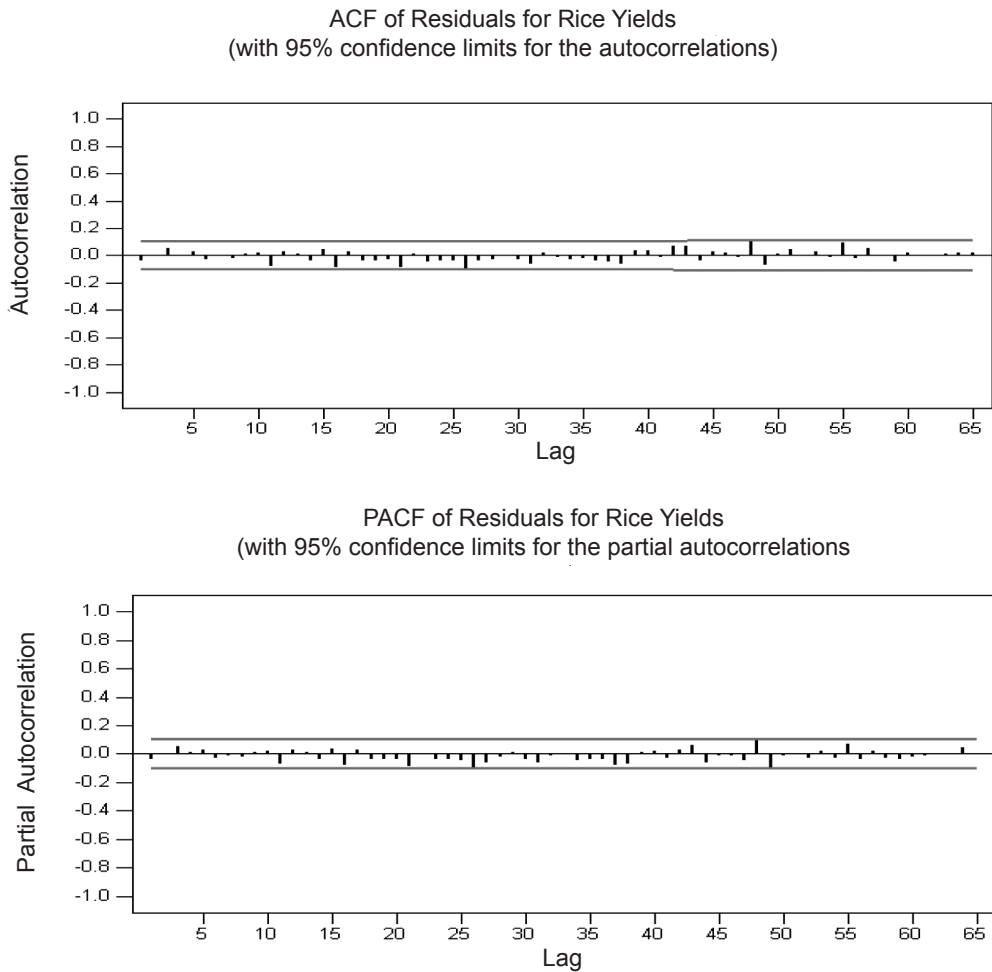 ACF of Residuals for Rice Yields
(with 95% confidence limits for the autocorrelations)
Autocorrelation
1.0
0.8
0.6
0.4
0.2
0.0
-0.2
-0.4
-0.6
-0.8
-1.0
5 10 15 20 25 30 35 40 45 50 55 60 65
Lag
PACF of Residuals for Rice Yields
(with 95% confidence limits for the partial autocorrelations
Partial Autocorrelation
1.0
0.8
0.6
0.4
0.2
0.0
-0.2
-0.4
-0.6
-0.8
-1.0
5 10 15 20 25 30 35 40 45 50 55 60 65
Lag